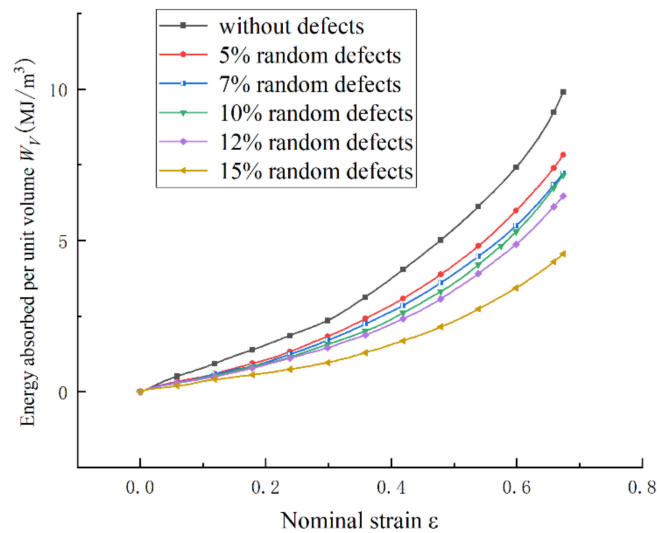 without defects
5% random defects
7% random defects
10% random defects
12% random defects
15% random defects
Energy absorbed per unit volume W_V (MJ/m³)
10
5
0
0.0 0.2 0.4 0.6 0.8
Nominal strain ε